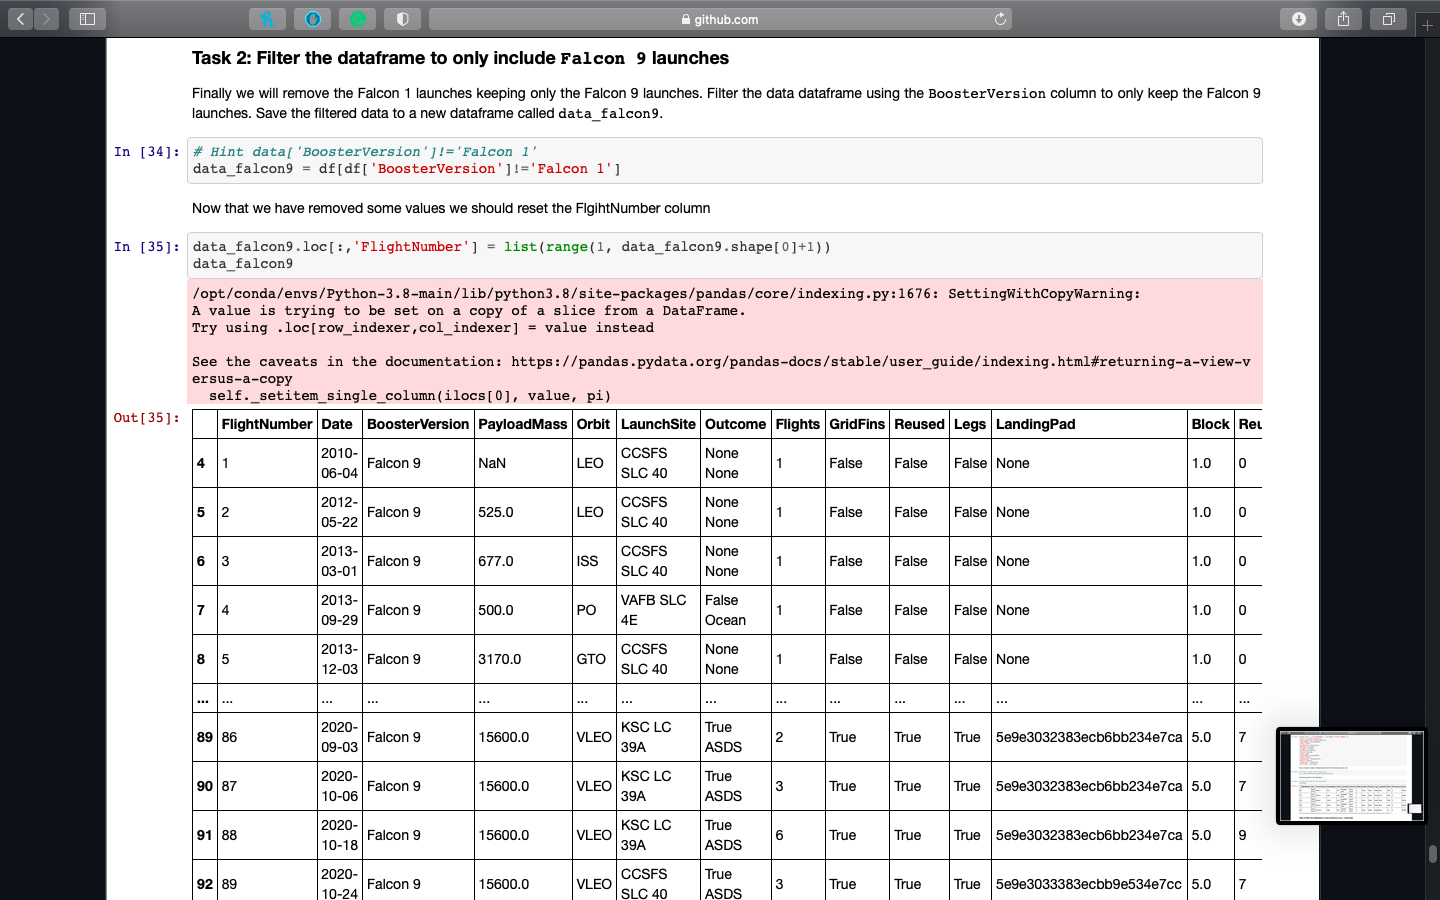 github.com
Task 2: Filter the dataframe to only include Falcon 9 launches
Finally we will remove the Falcon 1 launches keeping only the Falcon 9 launches. Filter the data dataframe using the BoosterVersion column to only keep the Falcon 9
launches. Save the filtered data to a new dataframe called data_falcon9.
In [34]: # Hint data['BoosterVersion']!='Falcon 1'
data_falcon9 = df[df['BoosterVersion']!='Falcon 1']
Now that we have removed some values we should reset the FlgihtNumber column
In [35]: data_falcon9.loc[:,'FlightNumber'] = list(range(1, data_falcon9.shape[0]+1))
data_falcon9
/opt/conda/envs/Python-3.8-main/lib/python3.8/site-packages/pandas/core/indexing.py:1676: SettingWithCopyWarning:
A value is trying to be set on a copy of a slice from a DataFrame.
Try using .loc[row_indexer,col_indexer] = value instead
See the caveats in the documentation: https://pandas.pydata.org/pandas-docs/stable/user_guide/indexing.html#returning-a-view-v
ersus-a-copy
self._setitem_single_column(ilocs[0], value, pi)
Out[35]:
FlightNumber Date BoosterVersion PayloadMass Orbit LaunchSite Outcome Flights GridFins Reused Legs LandingPad Block Reu
4 1 2010-06-04 Falcon 9 NaN LEO CCSFS SLC 40 None None 1 False False False None 1.0 0
5 2 2012-05-22 Falcon 9 525.0 LEO CCSFS SLC 40 None None 1 False False False None 1.0 0
6 3 2013-03-01 Falcon 9 677.0 ISS CCSFS SLC 40 None None 1 False False False None 1.0 0
7 4 2013-09-29 Falcon 9 500.0 PO VAFB SLC 4E False Ocean 1 False False False None 1.0 0
8 5 2013-12-03 Falcon 9 3170.0 GTO CCSFS SLC 40 None None 1 False False False None 1.0 0
... ... ... ... ... ... ... ... ... ... ... ... ... ... ...
89 86 2020-09-03 Falcon 9 15600.0 VLEO KSC LC 39A True ASDS 2 True True True 5e9e3032383ecb6bb234e7ca 5.0 7
90 87 2020-10-06 Falcon 9 15600.0 VLEO KSC LC 39A True ASDS 3 True True True 5e9e3032383ecb6bb234e7ca 5.0 7
91 88 2020-10-18 Falcon 9 15600.0 VLEO KSC LC 39A True ASDS 6 True True True 5e9e3032383ecb6bb234e7ca 5.0 9
92 89 2020-10-24 Falcon 9 15600.0 VLEO CCSFS SLC 40 True ASDS 3 True True True 5e9e3033383ecbb9e534e7cc 5.0 7